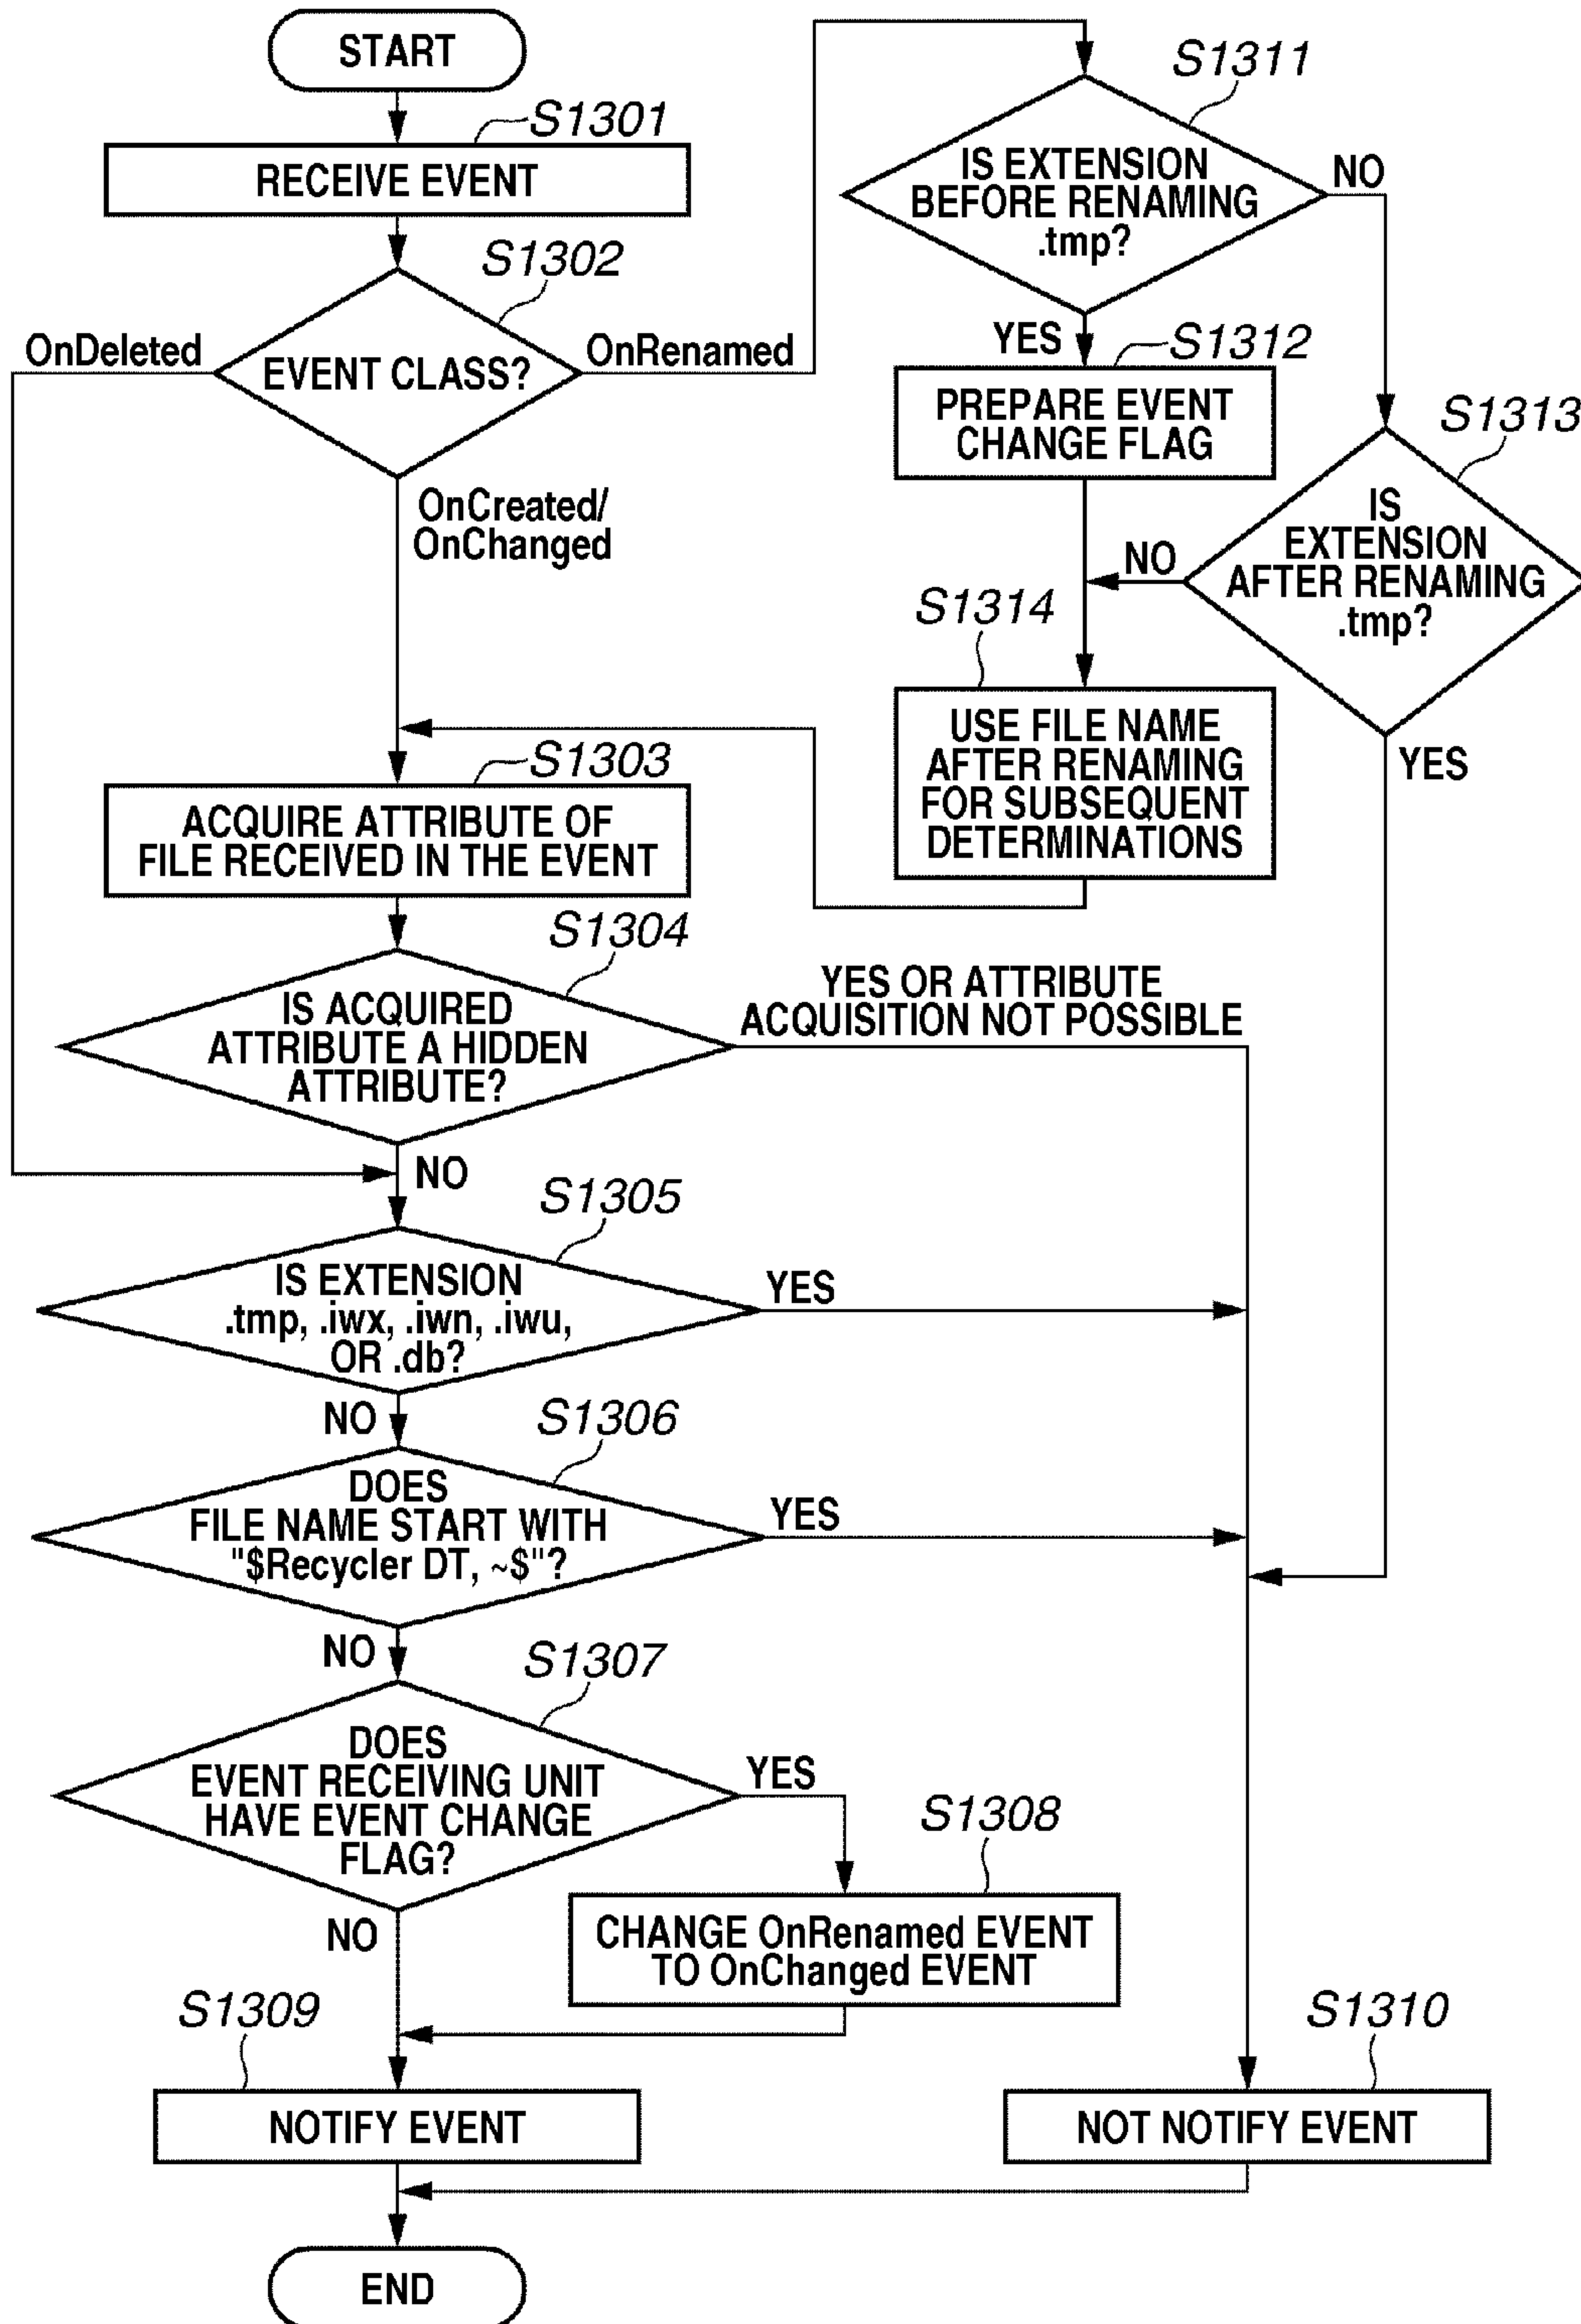 START
S1301
RECEIVE EVENT
S1302
OnDeleted
EVENT CLASS?
OnRenamed
OnCreated/
OnChanged
S1311
IS EXTENSION
BEFORE RENAMING
.tmp?
NO
YES
S1312
PREPARE EVENT
CHANGE FLAG
S1313
IS
EXTENSION
AFTER RENAMING
.tmp?
NO
YES
S1314
USE FILE NAME
AFTER RENAMING
FOR SUBSEQUENT
DETERMINATIONS
S1303
ACQUIRE ATTRIBUTE OF
FILE RECEIVED IN THE EVENT
S1304
IS ACQUIRED
ATTRIBUTE A HIDDEN
ATTRIBUTE?
YES OR ATTRIBUTE
ACQUISITION NOT POSSIBLE
NO
S1305
IS EXTENSION
.tmp, .iwx, .iwn, .iwu,
OR .db?
YES
NO
S1306
DOES
FILE NAME START WITH
"$Recycler DT, ~$"?
YES
NO
S1307
DOES
EVENT RECEIVING UNIT
HAVE EVENT CHANGE
FLAG?
YES
NO
S1308
CHANGE OnRenamed EVENT
TO OnChanged EVENT
S1309
NOTIFY EVENT
S1310
NOT NOTIFY EVENT
END